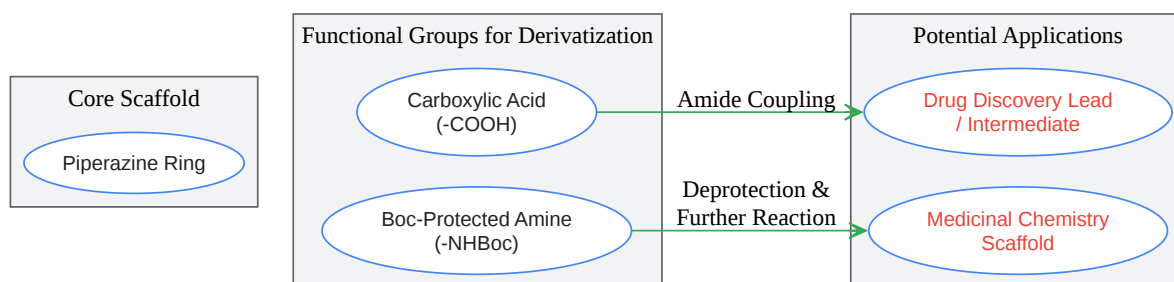 Core Scaffold
Piperazine Ring
Functional Groups for Derivatization
Carboxylic Acid
(-COOH)
Boc-Protected Amine
(-NHBoc)
Amide Coupling
Deprotection &
Further Reaction
Potential Applications
Drug Discovery Lead
/ Intermediate
Medicinal Chemistry
Scaffold